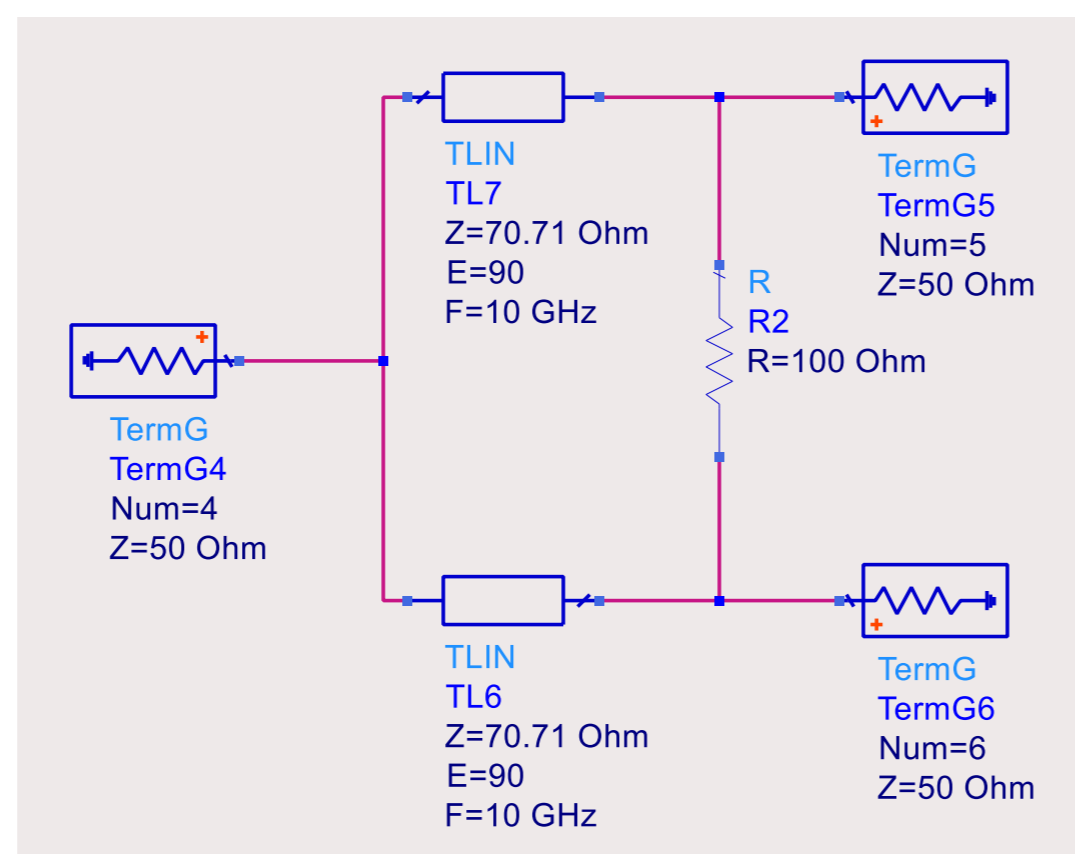 TLIN
TL7
Z=70.71 Ohm
E=90
F=10 GHz
TermG
TermG5
Num=5
Z=50 Ohm
R
R2
R=100 Ohm
TermG
TermG4
Num=4
Z=50 Ohm
TLIN
TL6
Z=70.71 Ohm
E=90
F=10 GHz
TermG
TermG6
Num=6
Z=50 Ohm